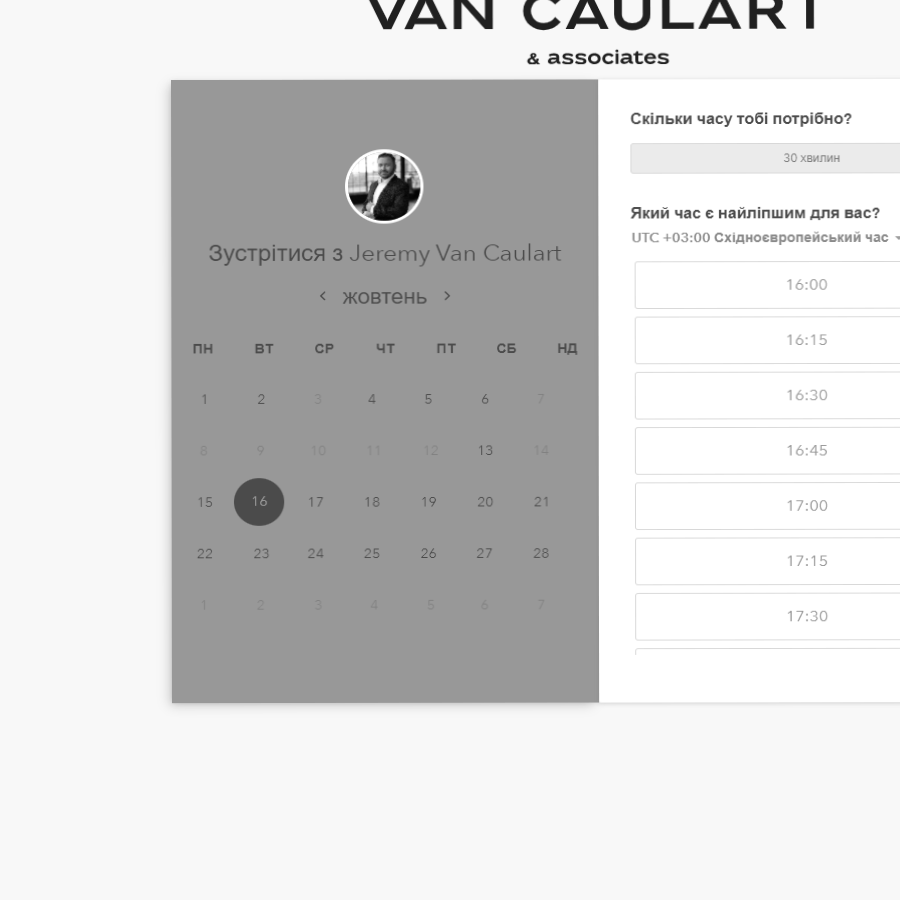 VAN CAULART
& associates
Зустрітися з Jeremy Van Caulart
жовтень
ПН ВТ СР ЧТ ПТ СБ НД
1 2 3 4 5 6 7
8 9 10 11 12 13 14
15 16 17 18 19 20 21
22 23 24 25 26 27 28
1 2 3 4 5 6 7
Скільки часу тобі потрібно?
30 хвилин
Який час є найліпшим для вас?
UTC +03:00 Східноєвропейський час
16:00
16:15
16:30
16:45
17:00
17:15
17:30